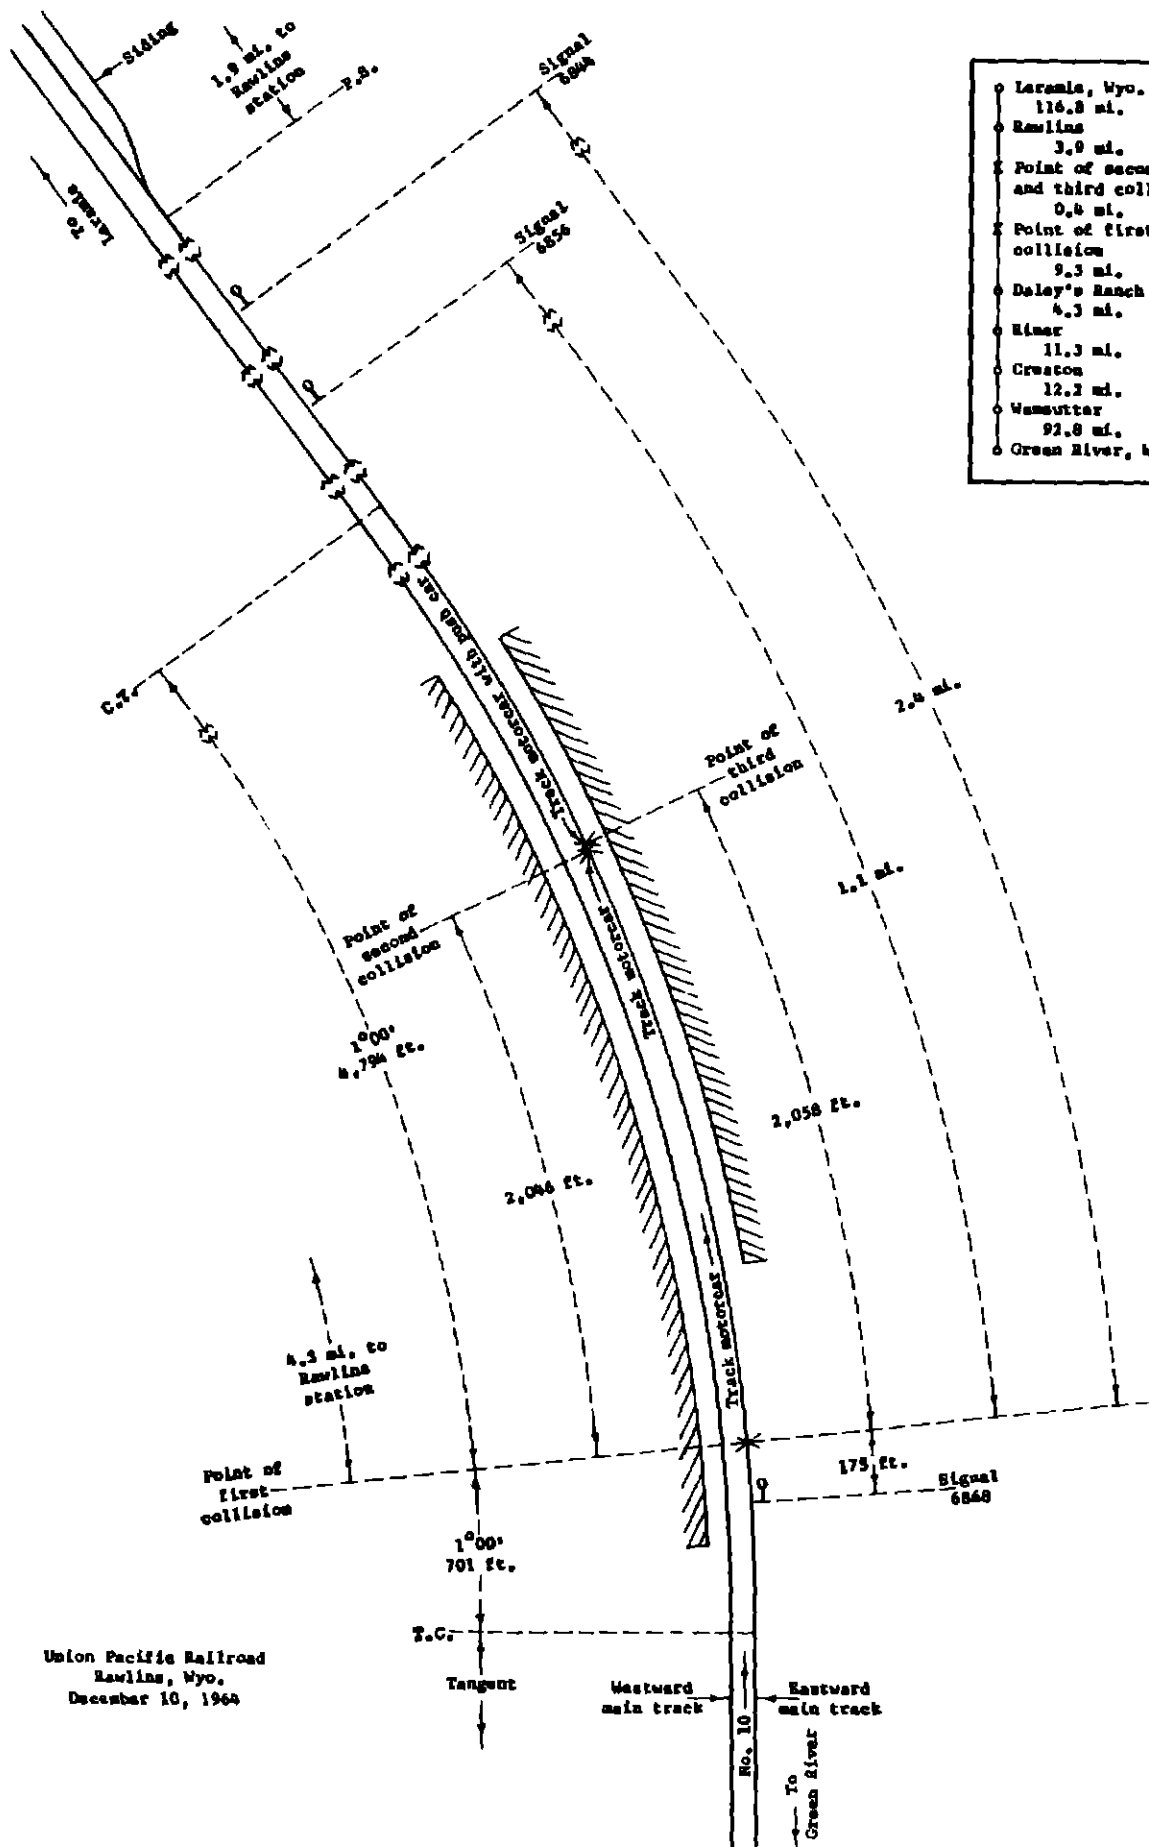 Siding
1.9 mi. to
Rawlins
station
P.S.
Signal
6844
To
Laramie
Signal
6856
Laramie, Wyo.
116.8 mi.
Rawlins
3.9 mi.
Point of secon
and third coll
0.4 mi.
Point of first
collision
9.3 mi.
Daley's Ranch
4.3 mi.
Riner
11.3 mi.
Creston
12.2 mi.
Wamsutter
92.8 mi.
Green River, W
C.T.
Track motorcar with push car
2.4 mi.
Point of
third
collision
1.1 mi.
Point of
second
collision
Track motorcar
1°00'
4,794 ft.
2,058 ft.
2,046 ft.
4.3 mi. to
Rawlins
station
Track motorcar
Point of
first
collision
175 ft.
Signal
6868
1°00'
701 ft.
T.C.
Tangent
Union Pacific Railroad
Rawlins, Wyo.
December 10, 1964
Westward
main track
Eastward
main track
No. 10
To
Green River